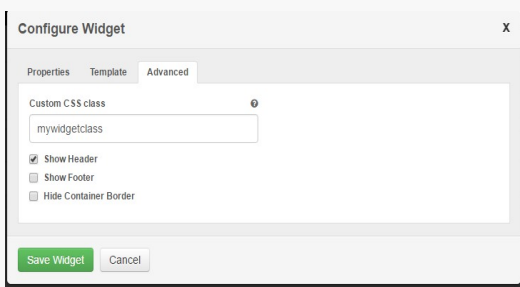 Configure Widget X
Properties Template Advanced
Custom CSS class
mywidgetclass
Show Header
Show Footer
Hide Container Border
Save Widget Cancel